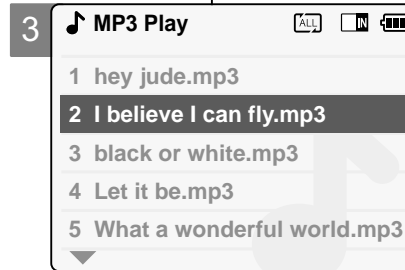 3
MP3 Play ALL IN
1 hey jude.mp3
2 I believe I can fly.mp3
3 black or white.mp3
4 Let it be.mp3
5 What a wonderful world.mp3